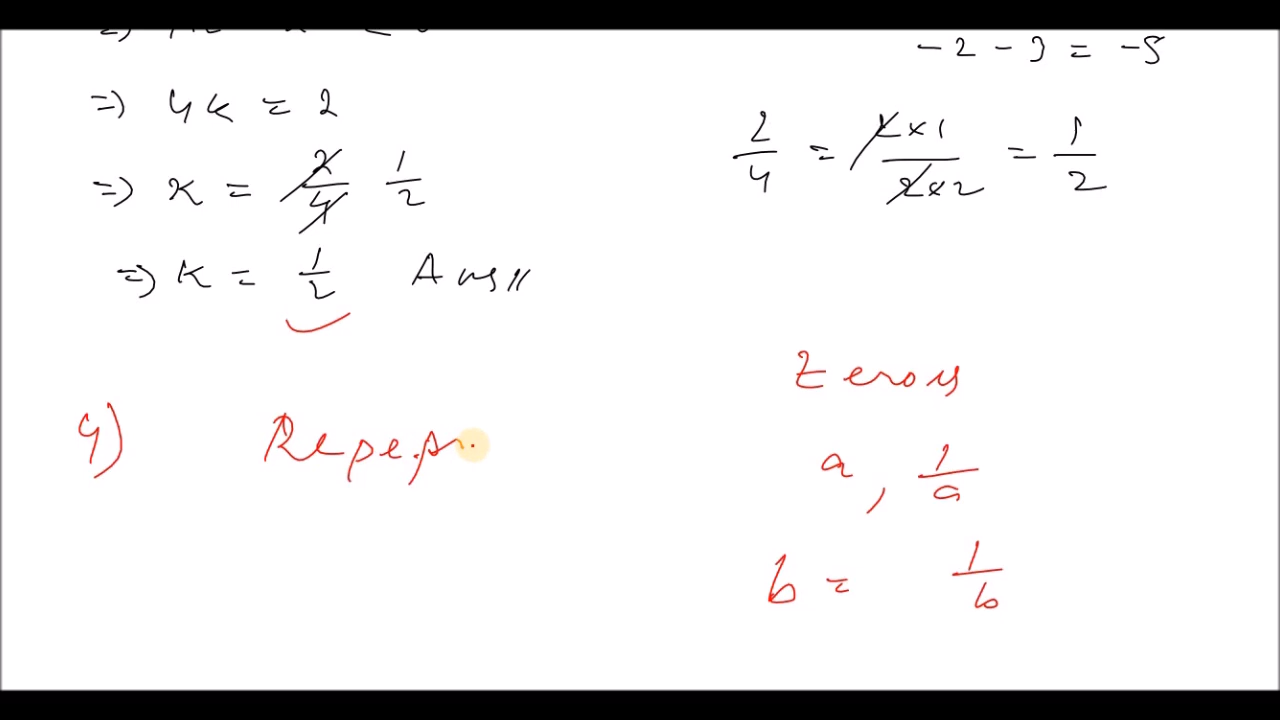 -2 - 3 = -5
=) 4k = 2
=) K = 2/4 1/2
2/4 = 2×1/2×2 = 1/2
=) K = 1/2 Ans
Zeros
4)
a, 1/a
b = 1/b